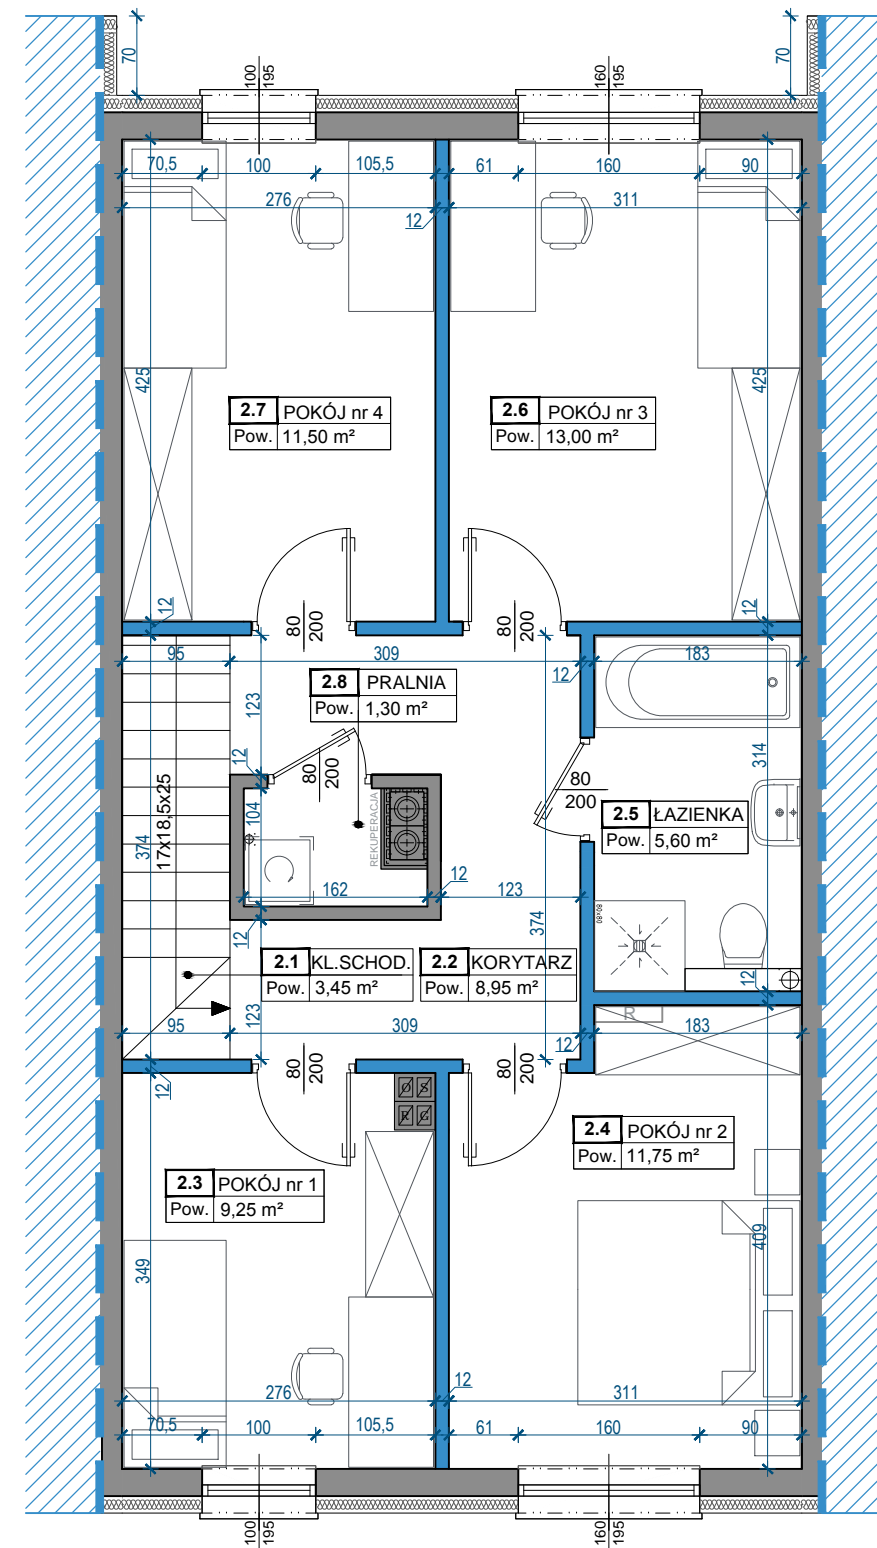 70
70
100
195
160
195
70,5
100
105,5
61
160
90
276
12
311
425
425
2.7 POKÓJ nr 4
Pow. 11,50 m²
2.6 POKÓJ nr 3
13,00 m²
Pow.
12
12
80
200
80
200
95
309
183
12
2.8 PRALNIA
Pow. 1,30 m²
123
314
12
80
200
80
200
104
REKUPERACJA
374
17x18,5x25
2.5 ŁAZIENKA
Pow. 5,60 m²
162
12
123
374
80x80
12
2.1 KL.SCHOD.
Pow. 3,45 m²
2.2 KORYTARZ
Pow. 8,95 m²
12
95
123
309
183
R
12
12
80
200
80
200
O S
R G
2.4 POKÓJ nr 2
Pow. 11,75 m²
2.3 POKÓJ nr 1
Pow. 9,25 m²
349
409
276
12
311
70,5
100
105,5
61
160
90
100
195
160
195